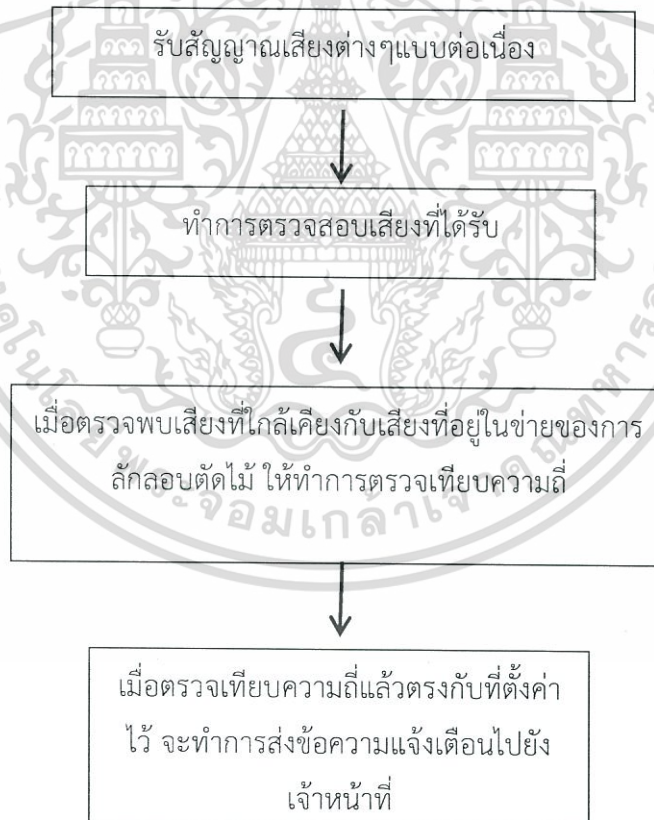 รับสัญญาณเสียงต่างๆแบบต่อเนื่อง
ทำการตรวจสอบเสียงที่ได้รับ
เมื่อตรวจพบเสียงที่ใกล้เคียงกับเสียงที่อยู่ในข่ายของการ
ลักลอบตัดไม้ ให้ทำการตรวจเทียบความถี่
เมื่อตรวจเทียบความถี่แล้วตรงกับที่ตั้งค่า
ไว้ จะทำการส่งข้อความแจ้งเตือนไปยัง
เจ้าหน้าที่